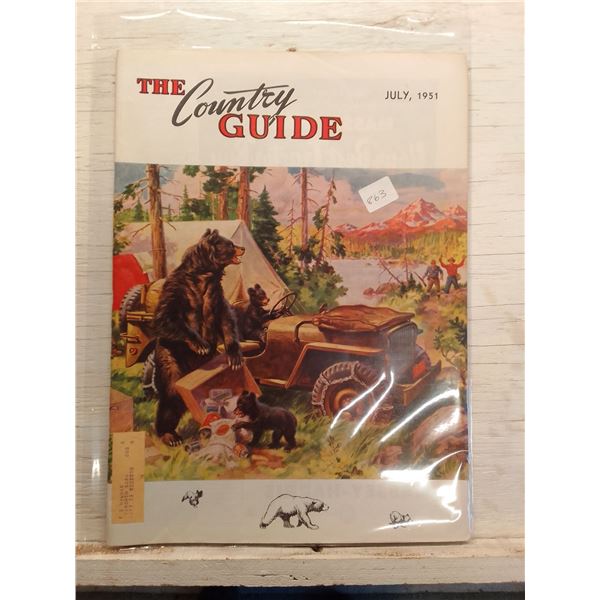 THE
Country
GUIDE
JULY, 1951
863